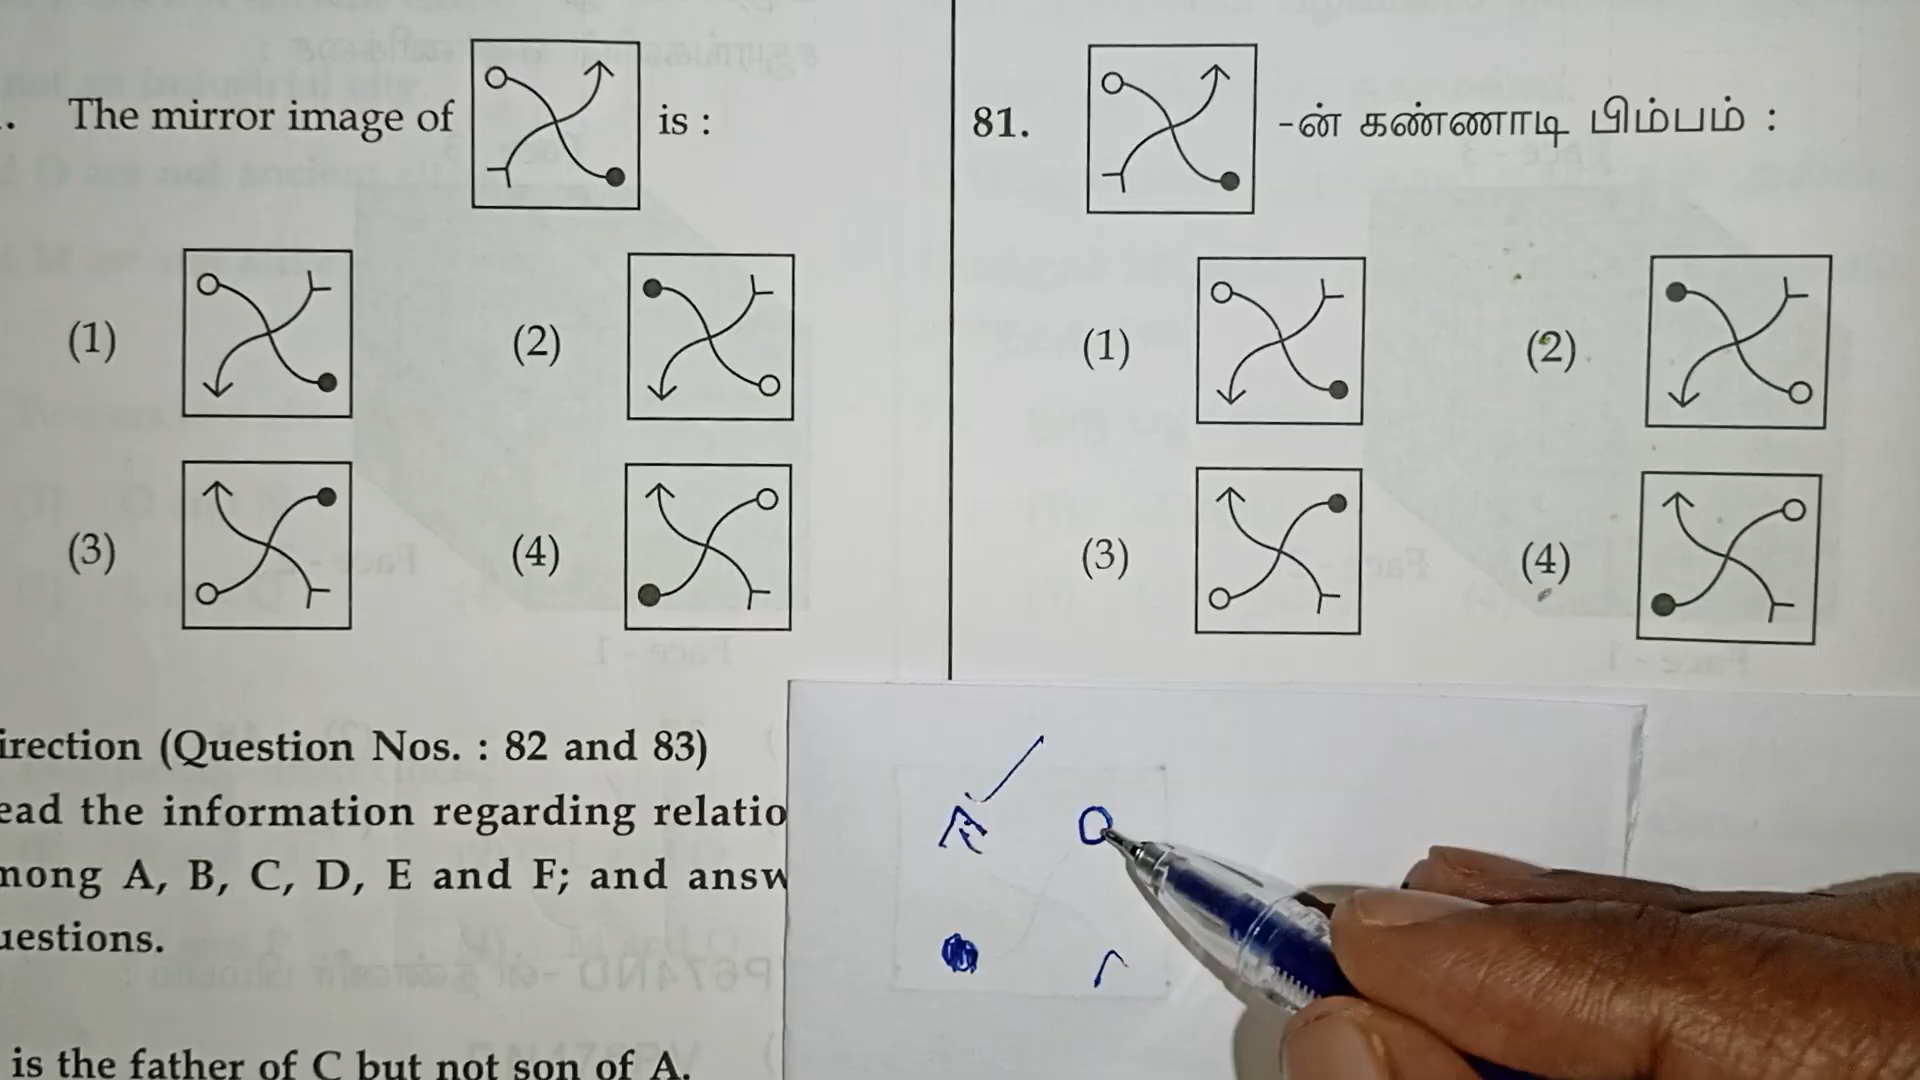 . The mirror image of is :
(1) (2)
(3) (4)
irection (Question Nos. : 82 and 83)
ead the information regarding relatio
mong A, B, C, D, E and F; and answ
uestions.
is the father of C but not son of A.
81. -ன் கண்ணாடி பிம்பம் :
(1) (2)
(3) (4)